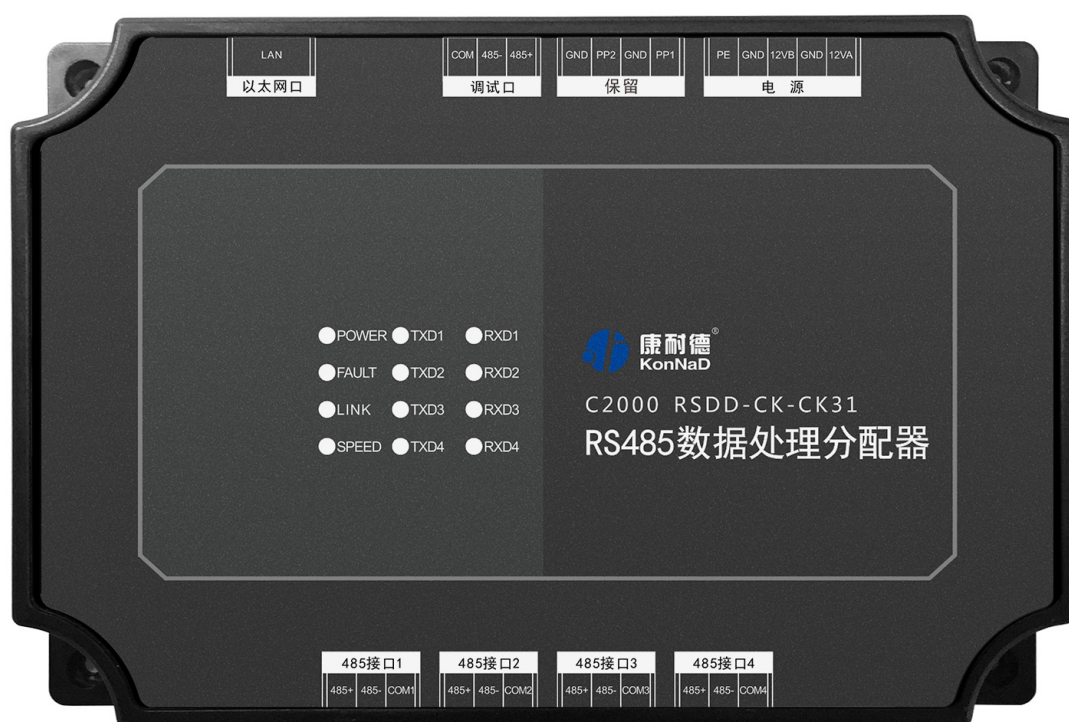 LAN
以太网口
COM 485- 485+
调试口
GND PP2 GND PP1
保留
PE GND 12VB GND 12VA
电 源
POWER TXD1 RXD1
FAULT TXD2 RXD2
LINK TXD3 RXD3
SPEED TXD4 RXD4
康耐德®
KonNaD
C2000 RSDD-CK-CK31
RS485数据处理分配器
485接口1
485+ 485- COM1
485接口2
485+ 485- COM2
485接口3
485+ 485- COM3
485接口4
485+ 485- COM4